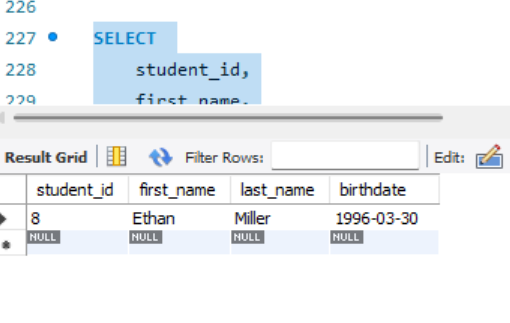 226
227 SELECT
228 student_id,
229 first_name,
Result Grid Filter Rows: Edit:
student_id first_name last_name birthdate
8 Ethan Miller 1996-03-30
NULL NULL NULL NULL